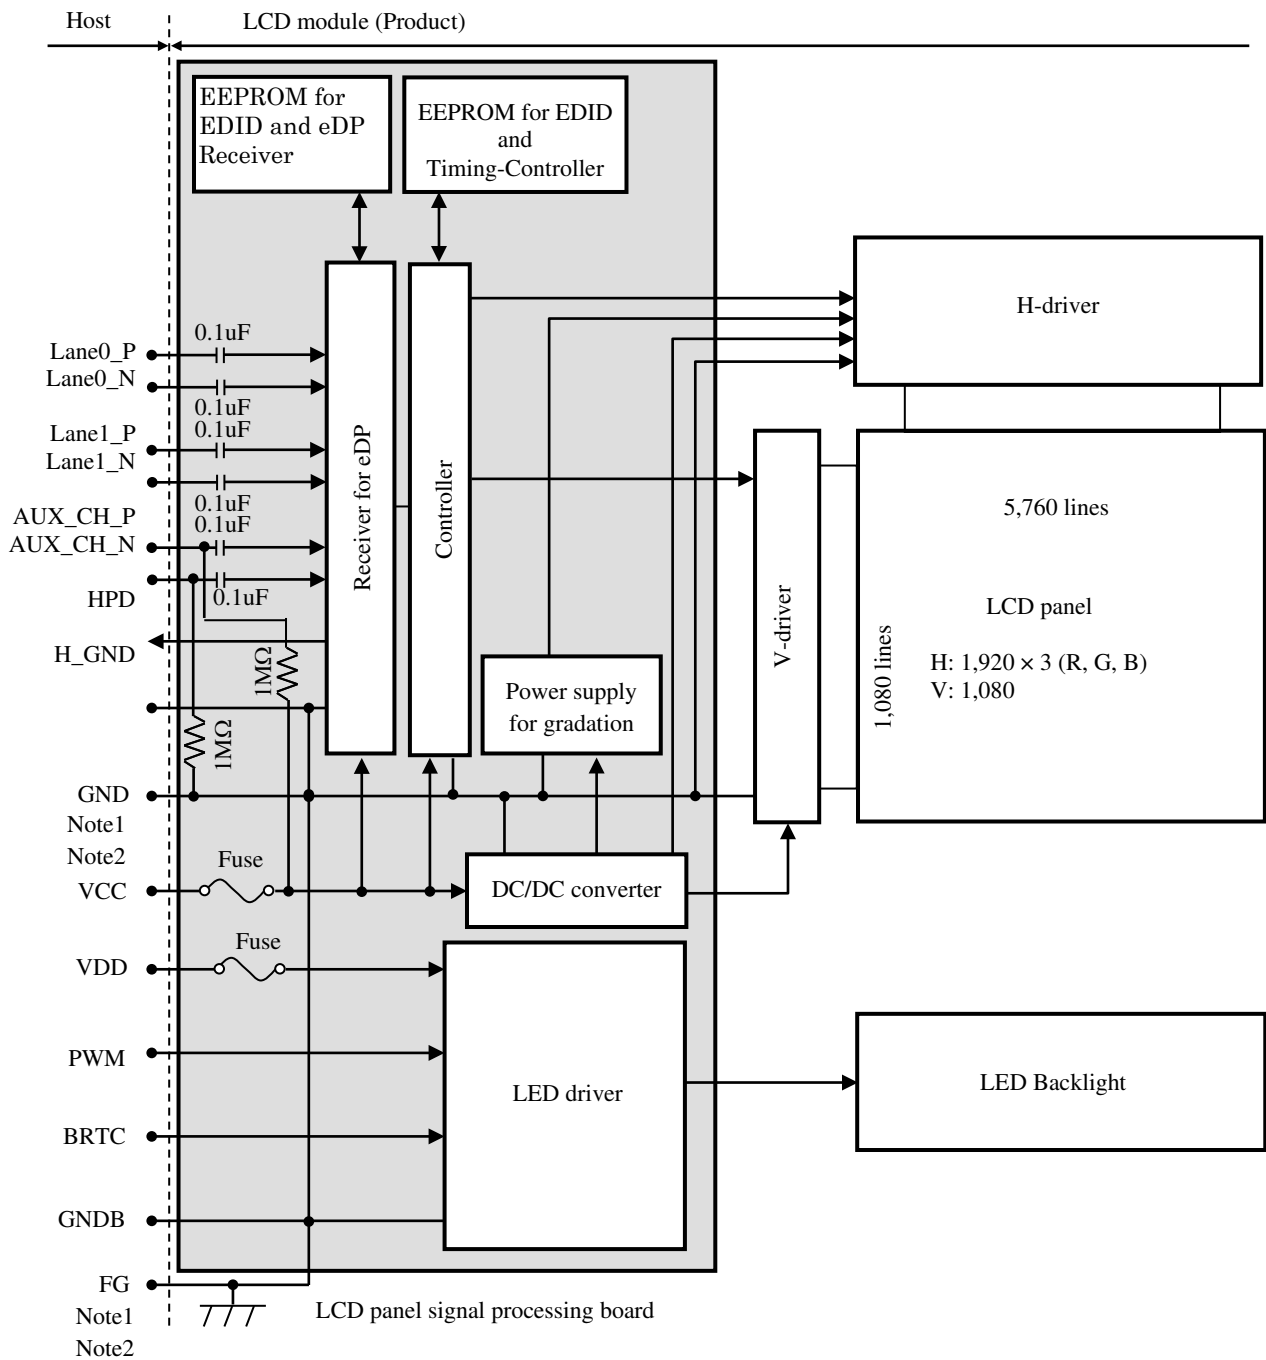 Host
LCD module (Product)
EEPROM for
EDID and eDP
Receiver
EEPROM for EDID
and
Timing-Controller
H-driver
0.1uF
Lane0_P
Lane0_N
0.1uF
0.1uF
Lane1_P
Lane1_N
0.1uF
0.1uF
AUX_CH_P
AUX_CH_N
0.1uF
HPD
H_GND
1MΩ
1MΩ
Receiver for eDP
Controller
V-driver
5,760 lines
LCD panel
H: 1,920 × 3 (R, G, B)
V: 1,080
1,080 lines
Power supply
for gradation
GND
Note1
Note2
Fuse
VCC
DC/DC converter
Fuse
VDD
PWM
LED driver
LED Backlight
BRTC
GNDB
FG
Note1
Note2
LCD panel signal processing board